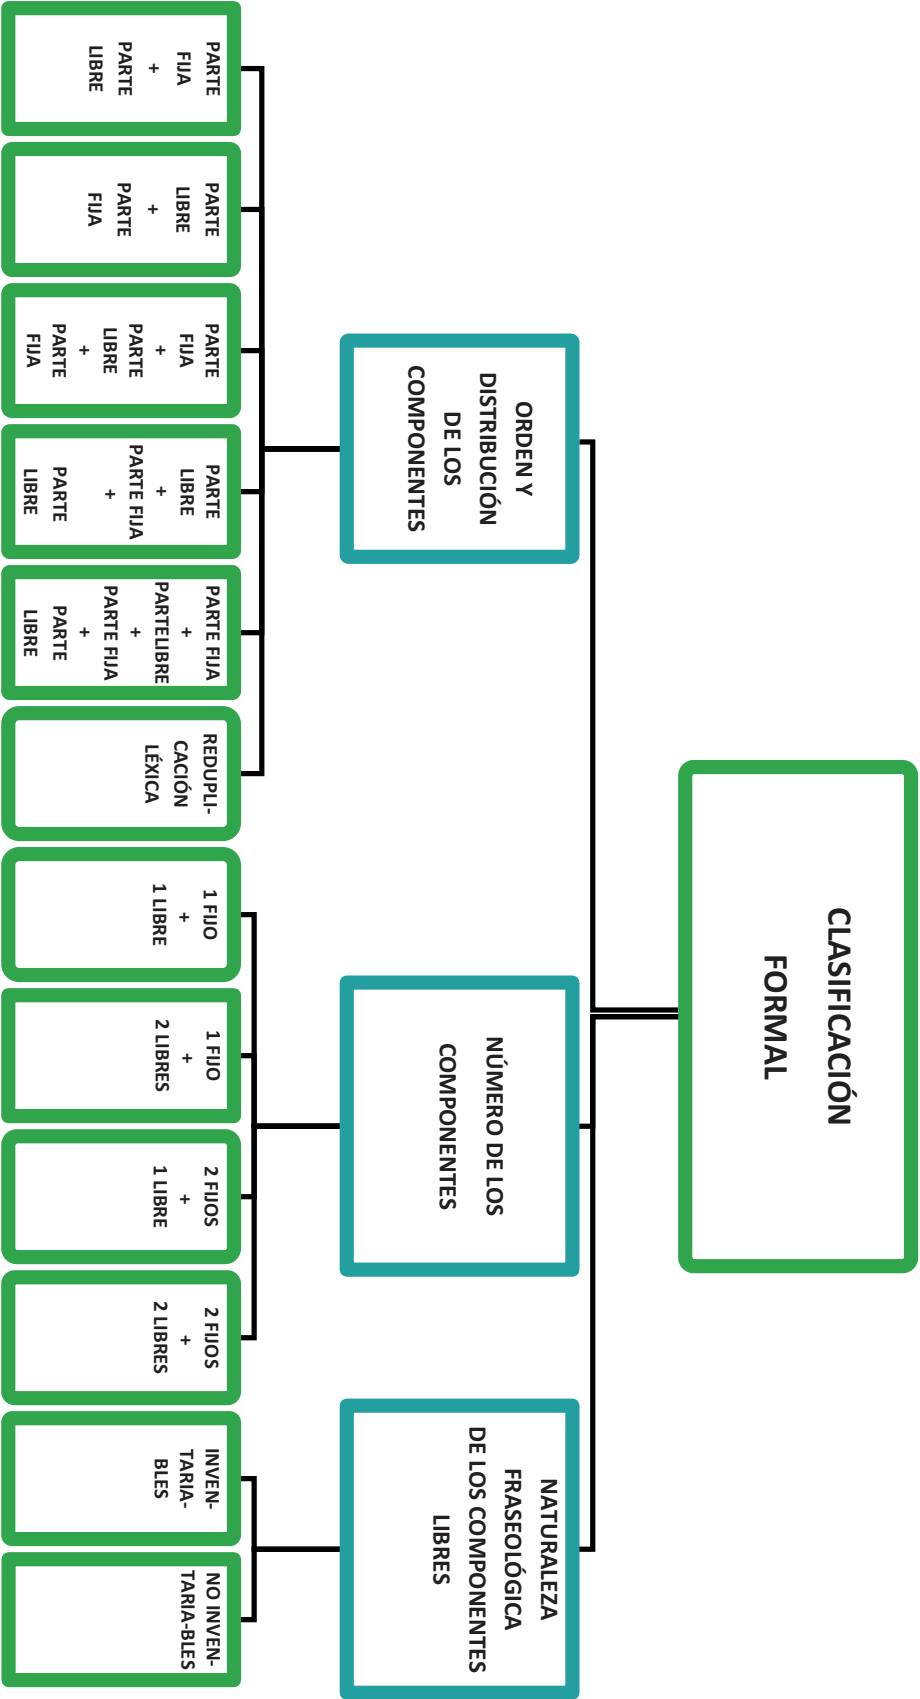 CLASIFICACIÓN
FORMAL
ORDEN Y
DISTRIBUCIÓN
DE LOS
COMPONENTES
NÚMERO DE LOS
COMPONENTES
NATURALEZA
FRASEOLÓGICA
DE LOS COMPONENTES
LIBRES
PARTE
FIJA
+
PARTE
LIBRE
PARTE
LIBRE
+
PARTE
FIJA
PARTE
FIJA
+
PARTE
LIBRE
+
PARTE
FIJA
PARTE
LIBRE
+
PARTE FIJA
+
PARTE
LIBRE
PARTE FIJA
+
PARTELIBRE
+
PARTE FIJA
+
PARTE
LIBRE
REDUPLI-
CACIÓN
LÉXICA
1 FIJO
+
1 LIBRE
1 FIJO
+
2 LIBRES
2 FIJOS
+
1 LIBRE
2 FIJOS
+
2 LIBRES
INVEN-
TARIA-
BLES
NO INVEN-
TARIA-BLES